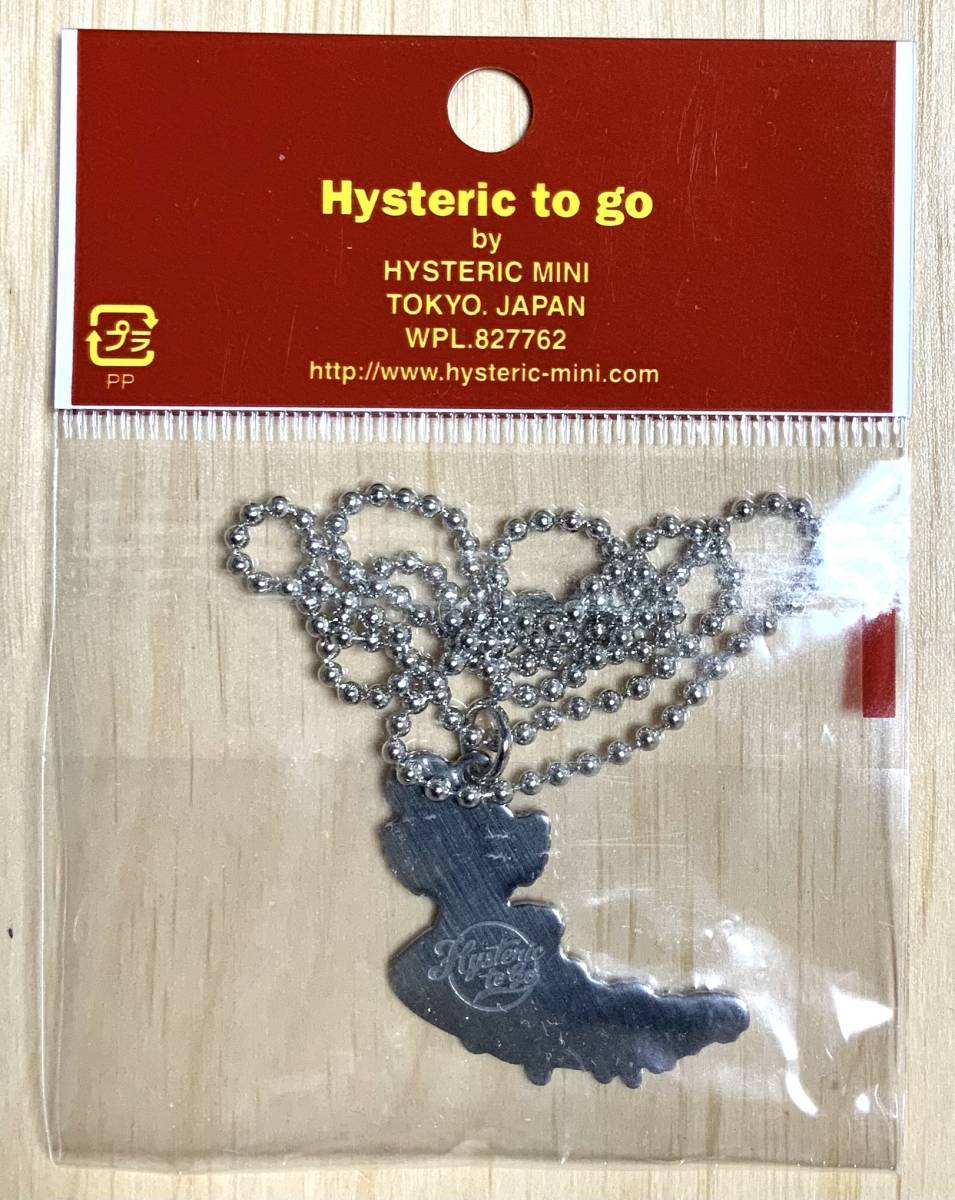 Hysteric to go
by
HYSTERIC MINI
TOKYO. JAPAN
WPL.827762
http://www.hysteric-mini.com
プラ
PP
Hysteric
to go